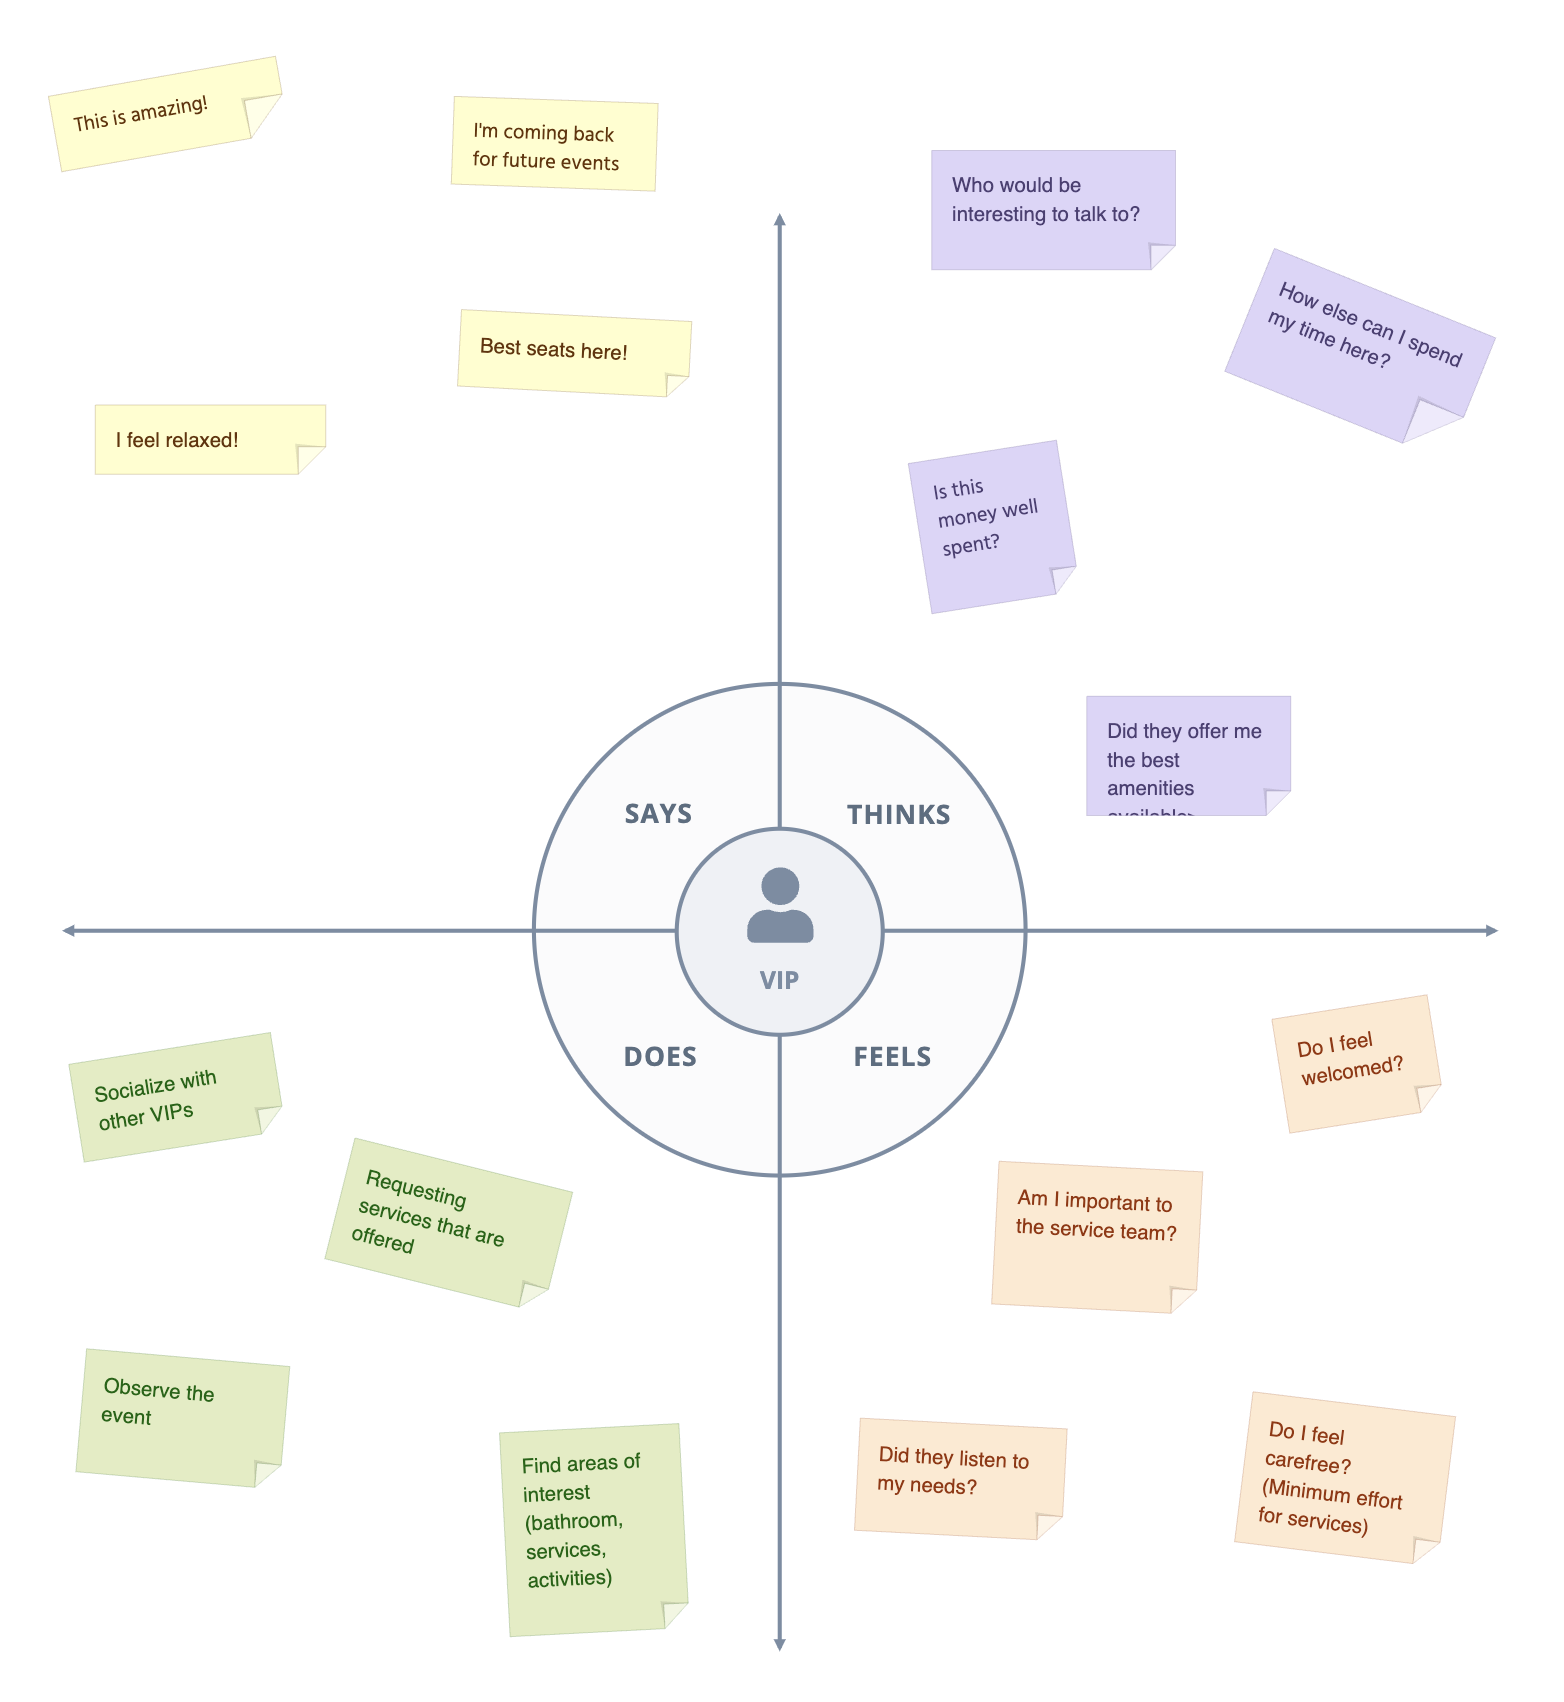 This is amazing!
I'm coming back
for future events
Best seats here!
I feel relaxed!
Who would be
interesting to talk to?
How else can I spend
my time here?
Is this
money well
spent?
Did they offer me
the best
amenities
SAYS
THINKS
VIP
DOES
FEELS
Socialize with
other VIPs
Requesting
services that are
offered
Observe the
event
Find areas of
interest
(bathroom,
services,
activities)
Do I feel
welcomed?
Am I important to
the service team?
Did they listen to
my needs?
Do I feel
carefree?
(Minimum effort
for services)